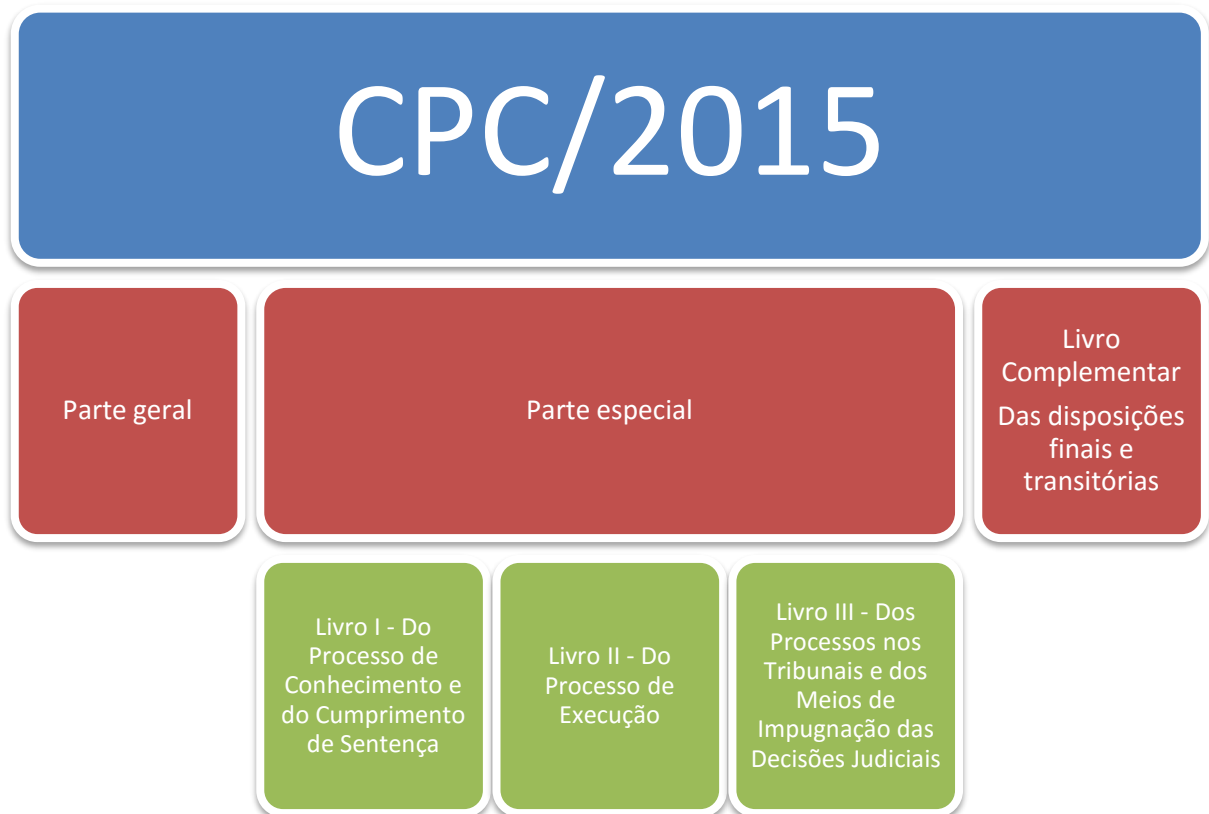 CPC/2015
Parte geral
Parte especial
Livro
Complementar
Das disposições
finais e
transitórias
Livro I - Do
Processo de
Conhecimento e
do Cumprimento
de Sentença
Livro II - Do
Processo de
Execução
Livro III - Dos
Processos nos
Tribunais e dos
Meios de
Impugnação das
Decisões Judiciais